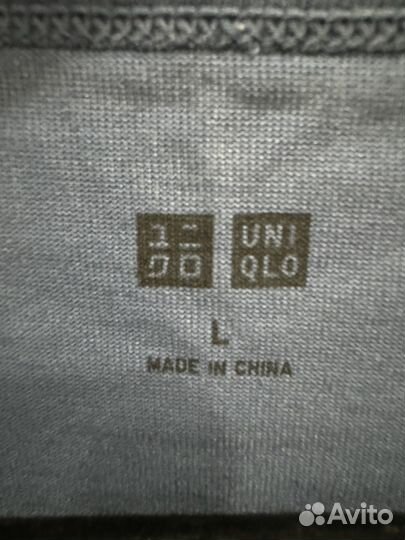 ユニ UNI
クロ QLO
L
MADE IN CHINA
Avito